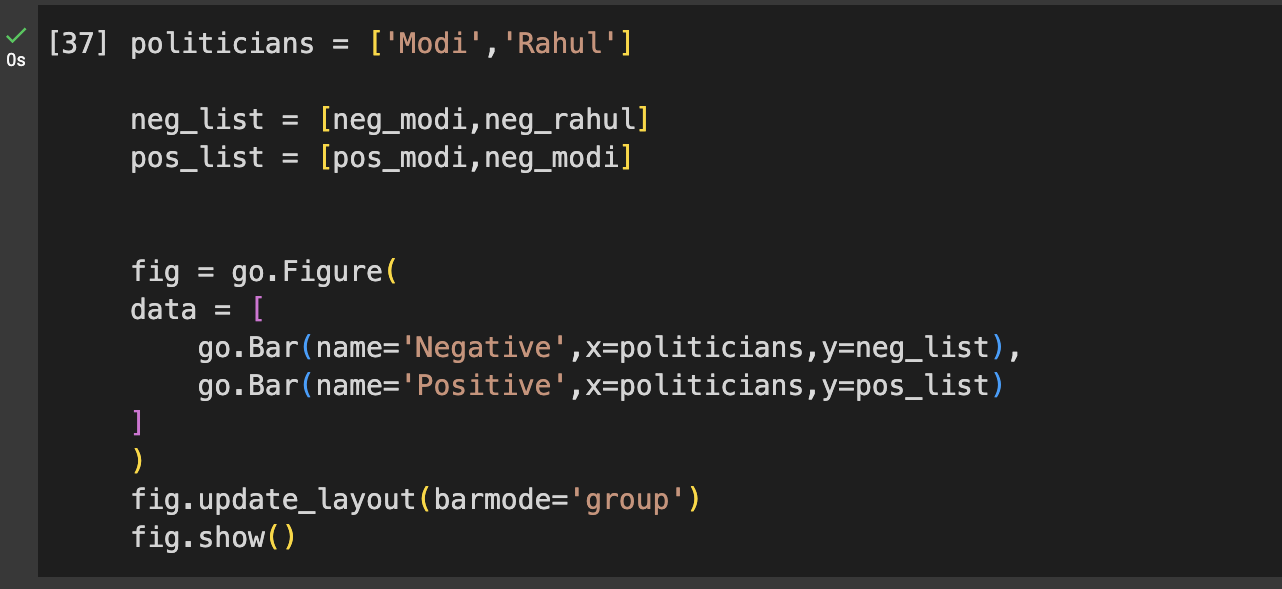 [37] politicians = ['Modi','Rahul']
0s
neg_list = [neg_modi,neg_rahul]
pos_list = [pos_modi,neg_modi]
fig = go.Figure(
data = [
    go.Bar(name='Negative',x=politicians,y=neg_list),
    go.Bar(name='Positive',x=politicians,y=pos_list)
]
)
fig.update_layout(barmode='group')
fig.show()